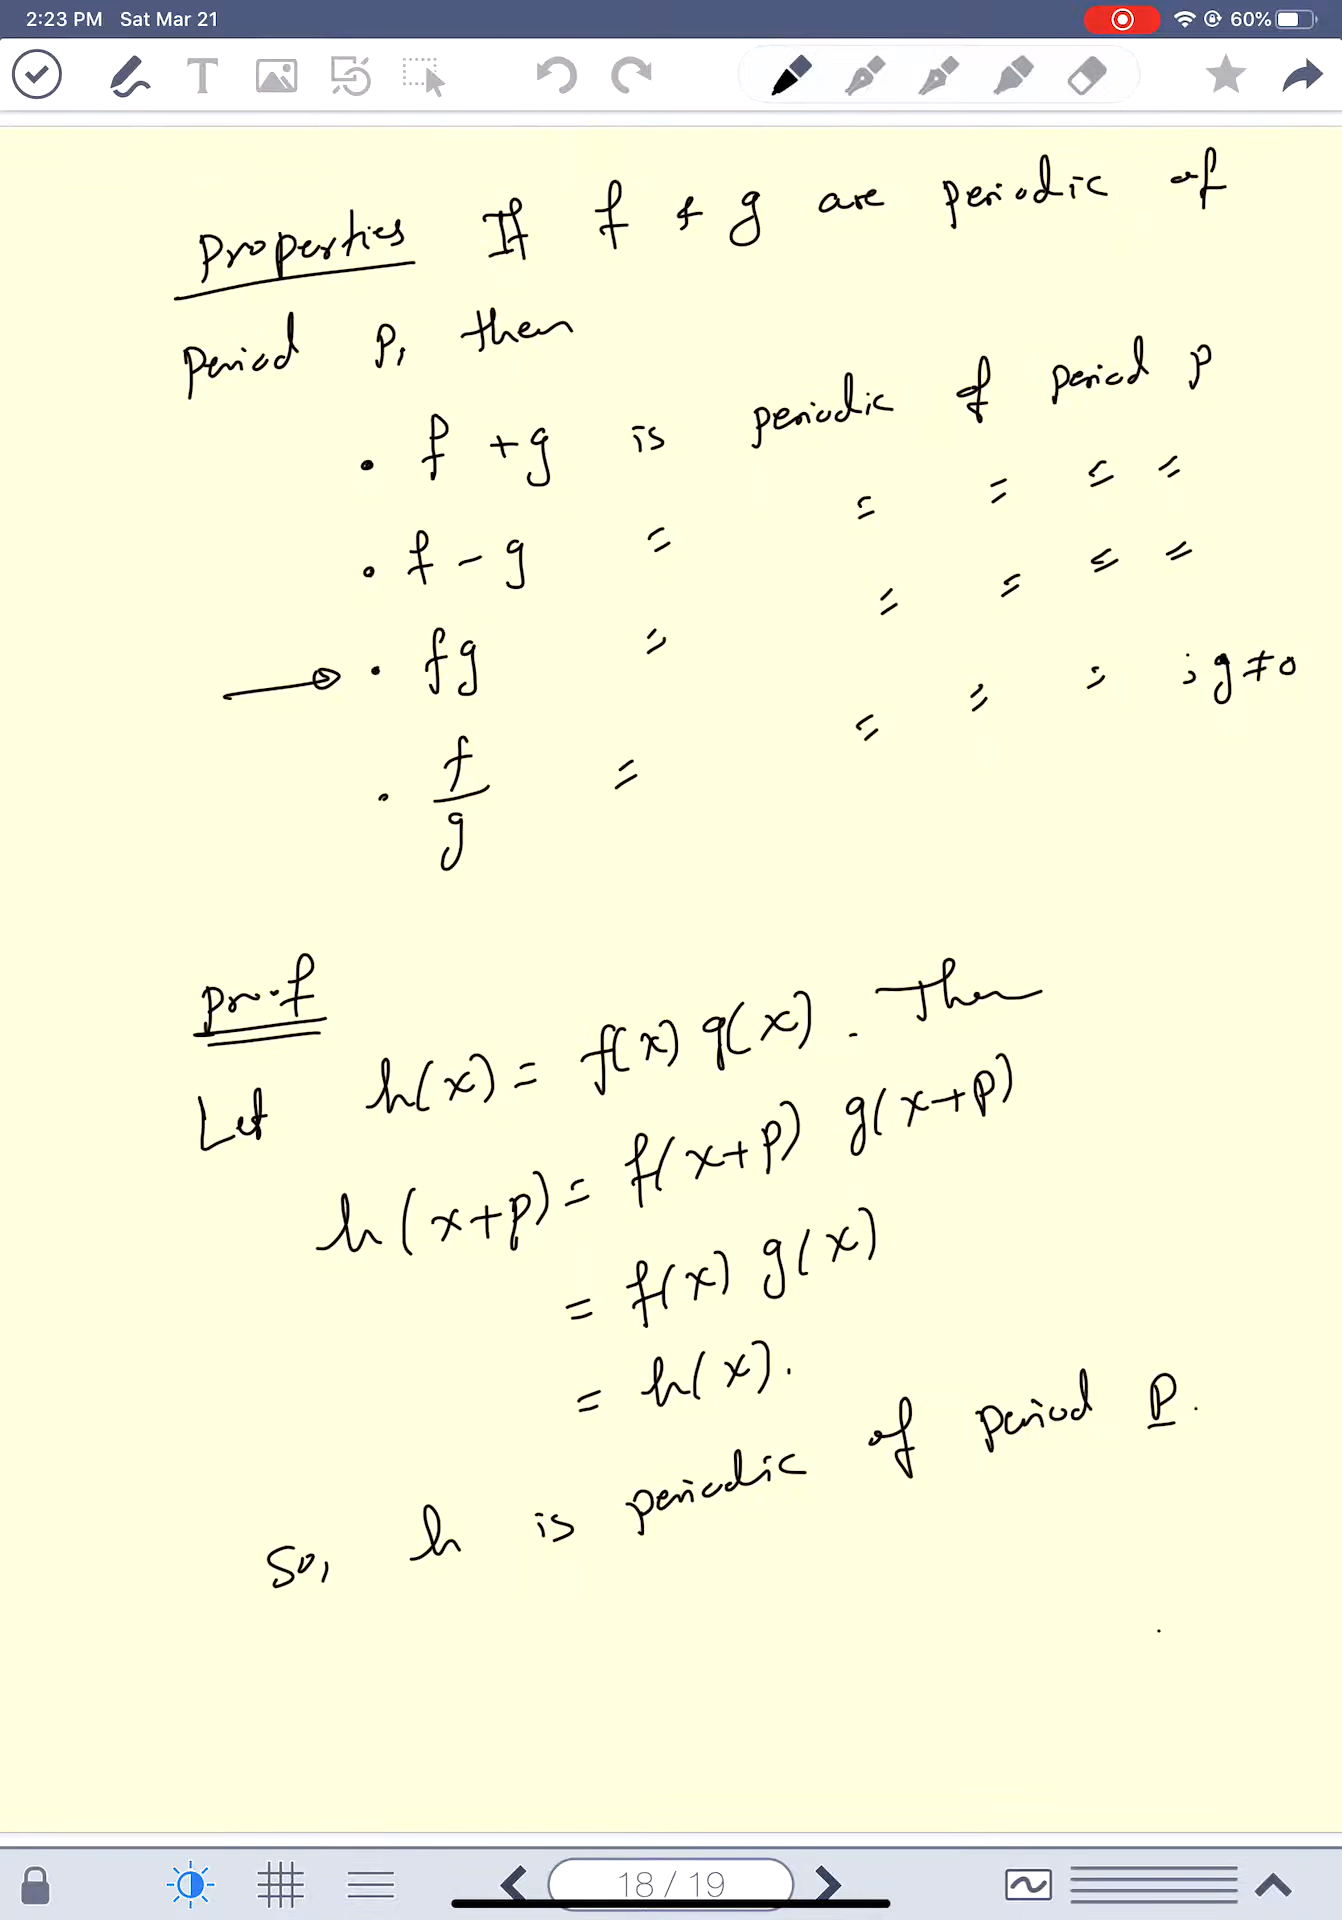 2:23 PM Sat Mar 21 60%
Properties If f & g are periodic of
Period P, then
• f + g is periodic of period P
• f - g = = = = =
• fg = = = = =
• f/g = = = = ; g ≠ 0
Proof
Let h(x) = f(x) g(x). Then
h(x+p) = f(x+p) g(x+p)
= f(x) g(x)
= h(x).
So, h is periodic of period P.
18 / 19